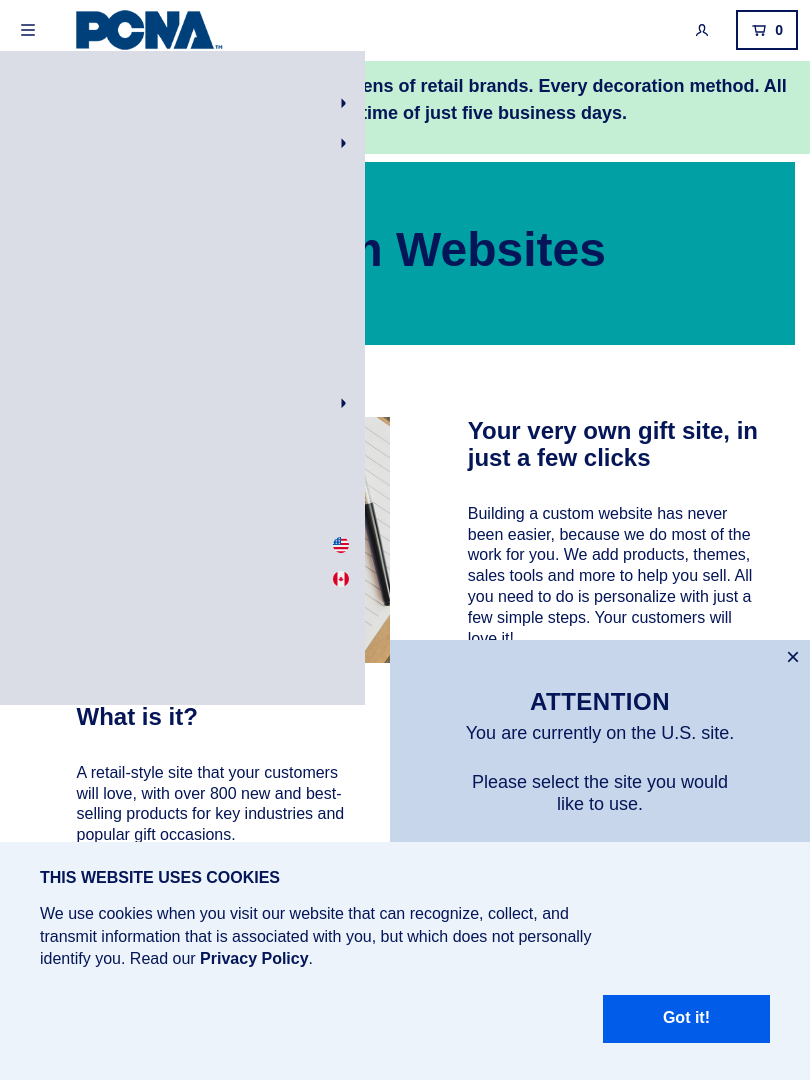 PCNA™
0
ens of retail brands. Every decoration method. All
time of just five business days.
n Websites
Your very own gift site, in
just a few clicks
Building a custom website has never
been easier, because we do most of the
work for you. We add products, themes,
sales tools and more to help you sell. All
you need to do is personalize with just a
few simple steps. Your customers will
love it!
What is it?
A retail-style site that your customers
will love, with over 800 new and best-
selling products for key industries and
popular gift occasions.
ATTENTION
You are currently on the U.S. site.
Please select the site you would
like to use.
THIS WEBSITE USES COOKIES
We use cookies when you visit our website that can recognize, collect, and
transmit information that is associated with you, but which does not personally
identify you. Read our Privacy Policy.
Got it!